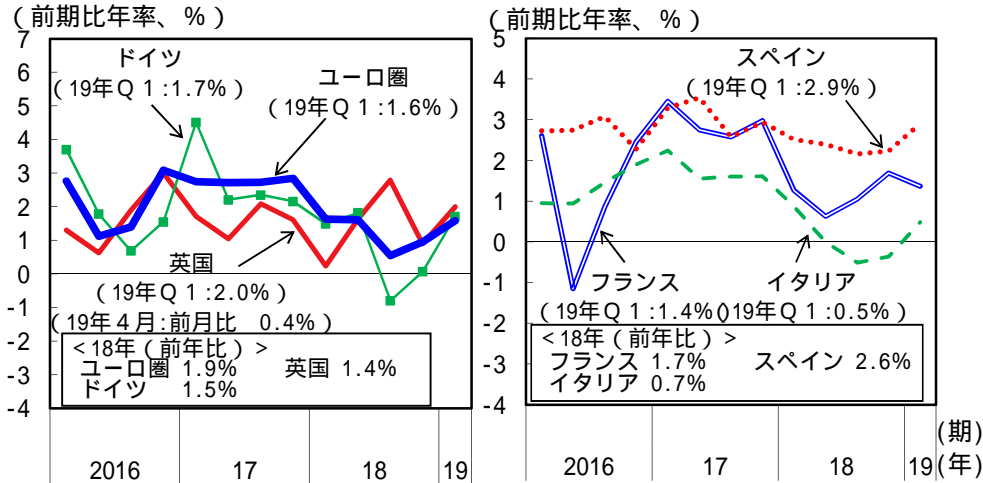 (前期比年率、%)
7
6
5
4
3
2
1
0
-1
-2
-3
-4
ドイツ
(19年Q1:1.7%)
ユーロ圏
(19年Q1:1.6%)
英国
(19年Q1:2.0%)
(19年4月:前月比 0.4%)
<18年(前年比)>
ユーロ圏 1.9% 英国 1.4%
ドイツ 1.5%
2016 17 18 19
(前期比年率、%)
5
4
3
2
1
0
-1
-2
-3
-4
スペイン
(19年Q1:2.9%)
フランス
(19年Q1:1.4%)
イタリア
(19年Q1:0.5%)
<18年(前年比)>
フランス 1.7% スペイン 2.6%
イタリア 0.7%
(期)
2016 17 18 19 (年)